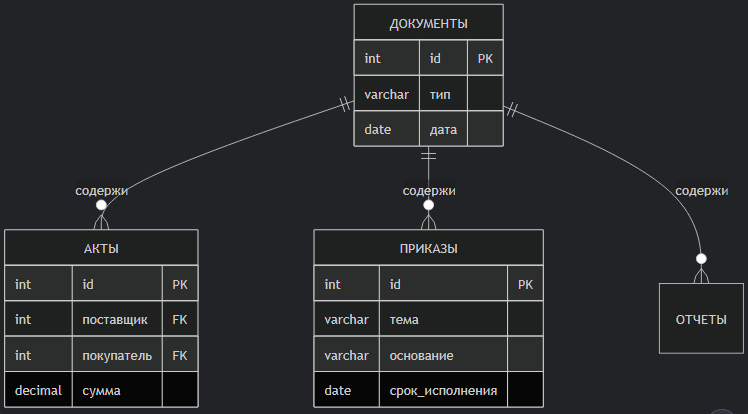 ДОКУМЕНТЫ
int id PK
varchar тип
date дата
содержи содержи содержи
АКТЫ
int id PK
int поставщик FK
int покупатель FK
decimal сумма
ПРИКАЗЫ
int id PK
varchar тема
varchar основание
date срок_исполнения
ОТЧЕТЫ